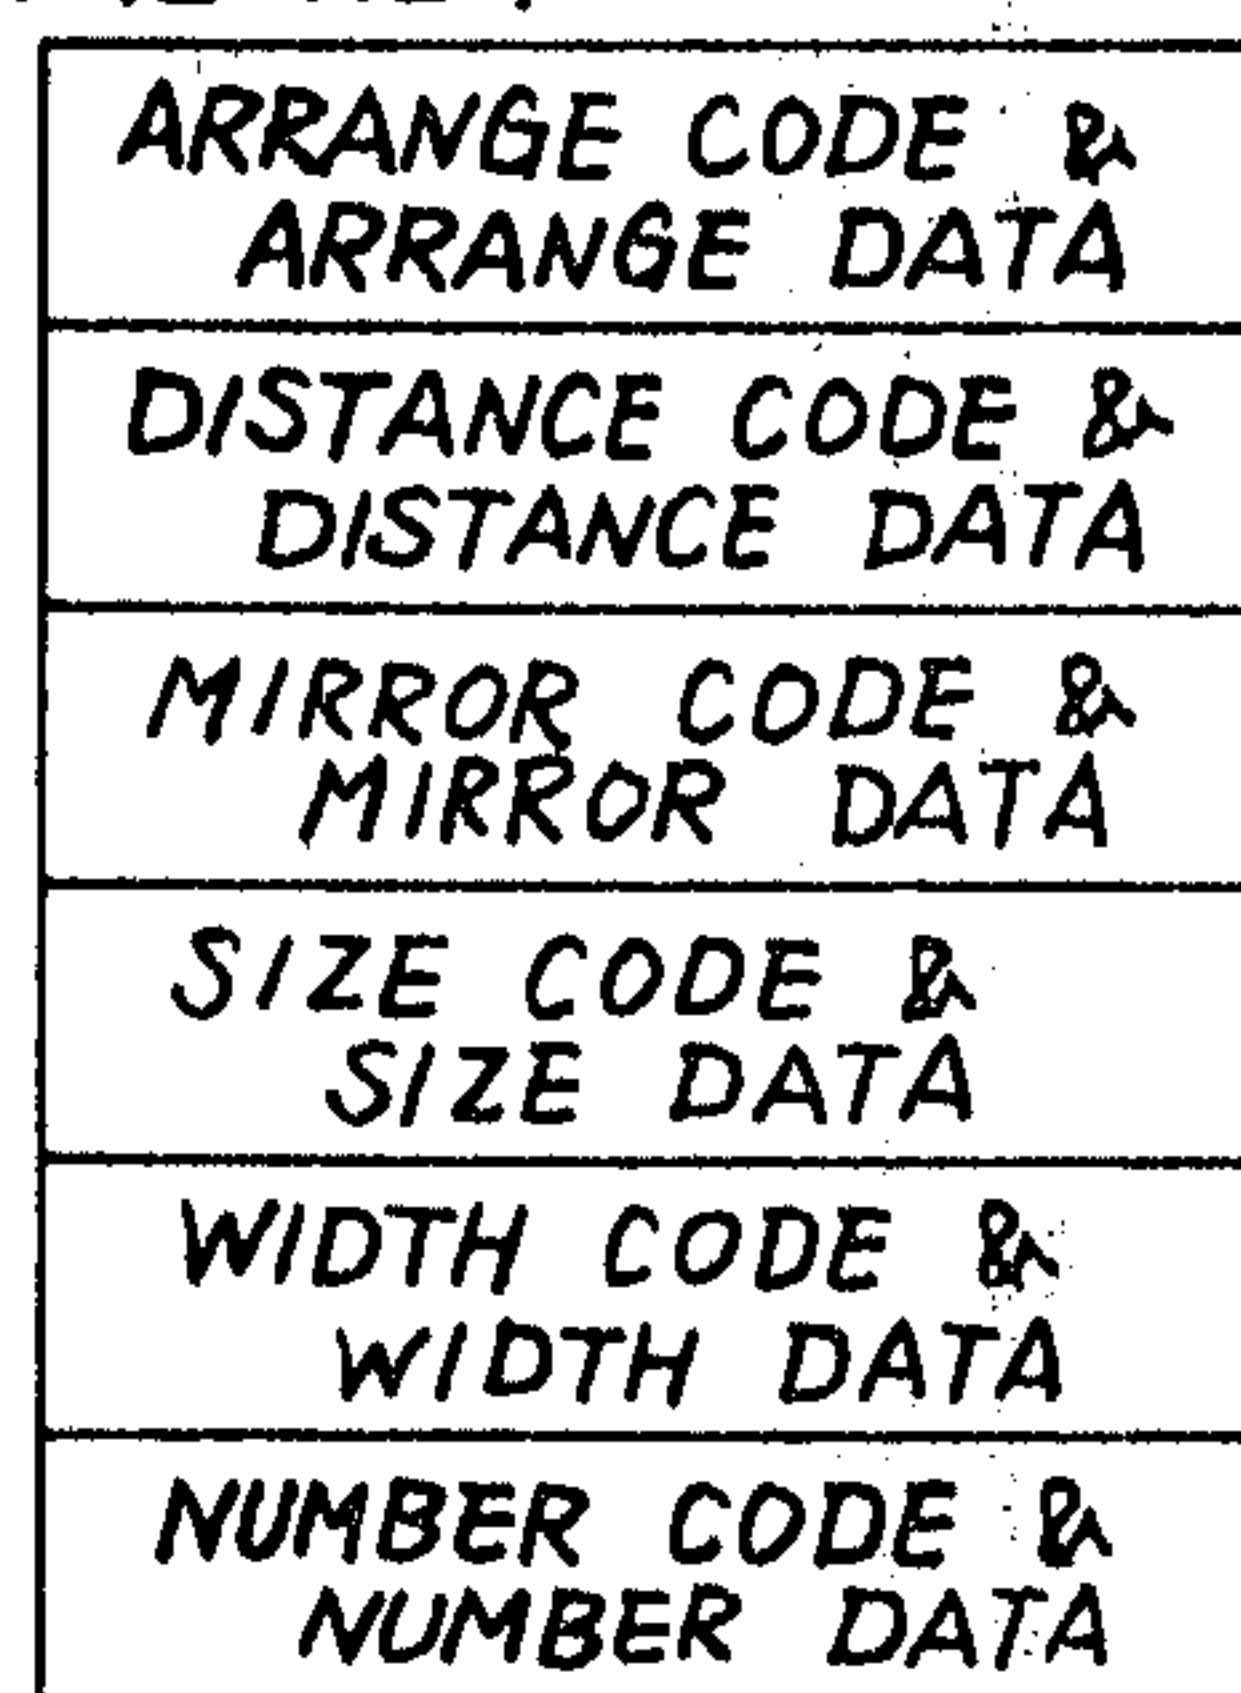 ARRANGE CODE &
ARRANGE DATA
DISTANCE CODE &
DISTANCE DATA
MIRROR CODE &
MIRROR DATA
SIZE CODE &
SIZE DATA
WIDTH CODE &
WIDTH DATA
NUMBER CODE &
NUMBER DATA